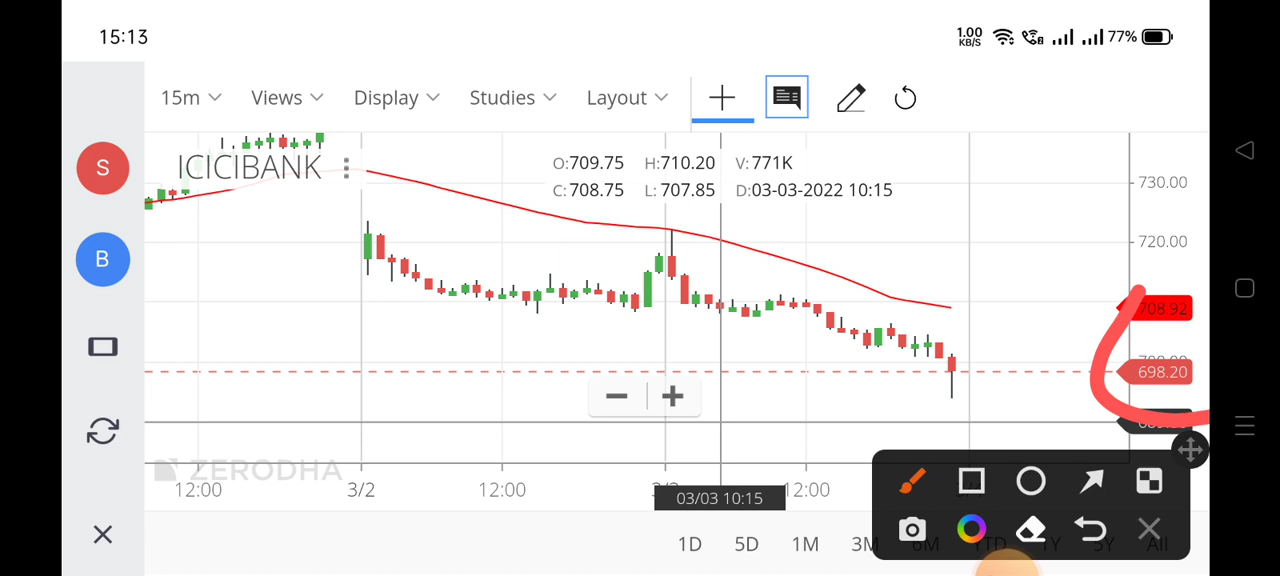 15:13
1.00
KB/S
77%
15m Views Display Studies Layout
S
ICICIBANK
O:709.75 H:710.20 V:771K
C:708.75 L:707.85 D:03-03-2022 10:15
730.00
720.00
B
708.92
698.20
ZERODHA
12:00 3/2 12:00 12:00
03/03 10:15
1D 5D 1M 3M 6M YTD 1Y 5Y All